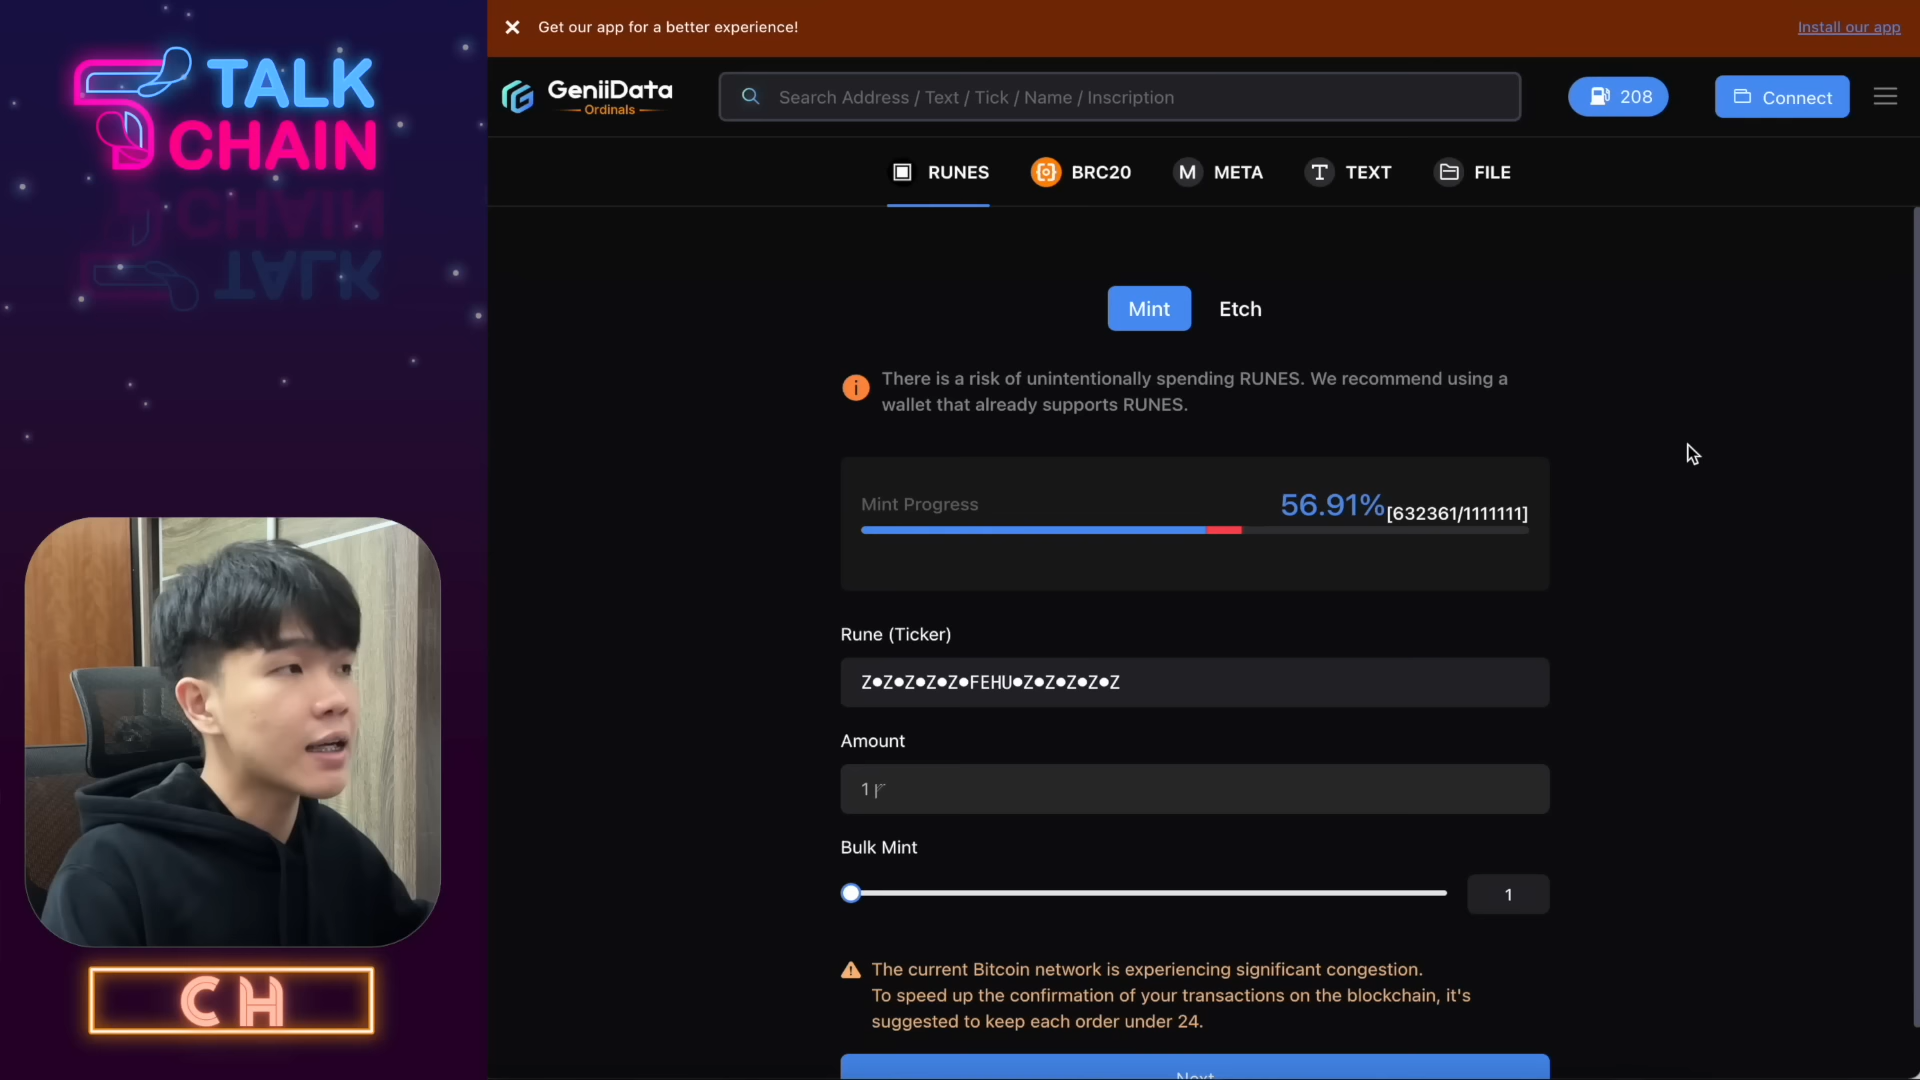 TALK
CHAIN
CH
Get our app for a better experience!
Install our app
GeniiData
Ordinals
Search Address / Text / Tick / Name / Inscription
208
Connect
RUNES
BRC20
M META
T TEXT
FILE
Mint
Etch
There is a risk of unintentionally spending RUNES. We recommend using a
wallet that already supports RUNES.
Mint Progress
56.91% [632361/1111111]
Rune (Ticker)
Z•Z•Z•Z•Z•FEHU•Z•Z•Z•Z•Z
Amount
1
Bulk Mint
1
The current Bitcoin network is experiencing significant congestion.
To speed up the confirmation of your transactions on the blockchain, it's
suggested to keep each order under 24.
Next